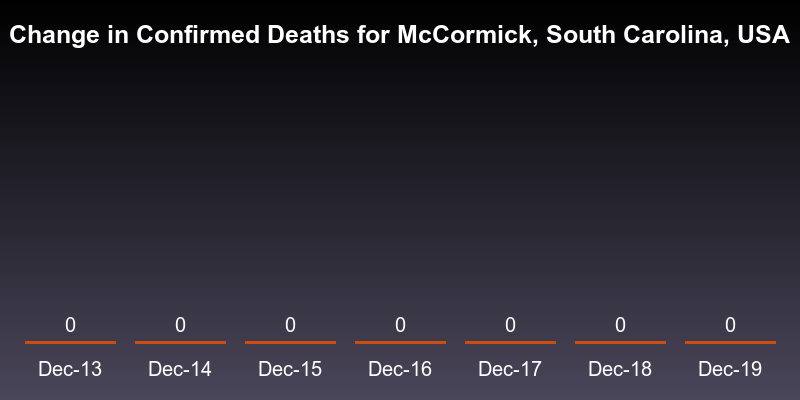 Change in Confirmed Deaths for McCormick, South Carolina, USA
0 0 0 0 0 0 0
Dec-13 Dec-14 Dec-15 Dec-16 Dec-17 Dec-18 Dec-19